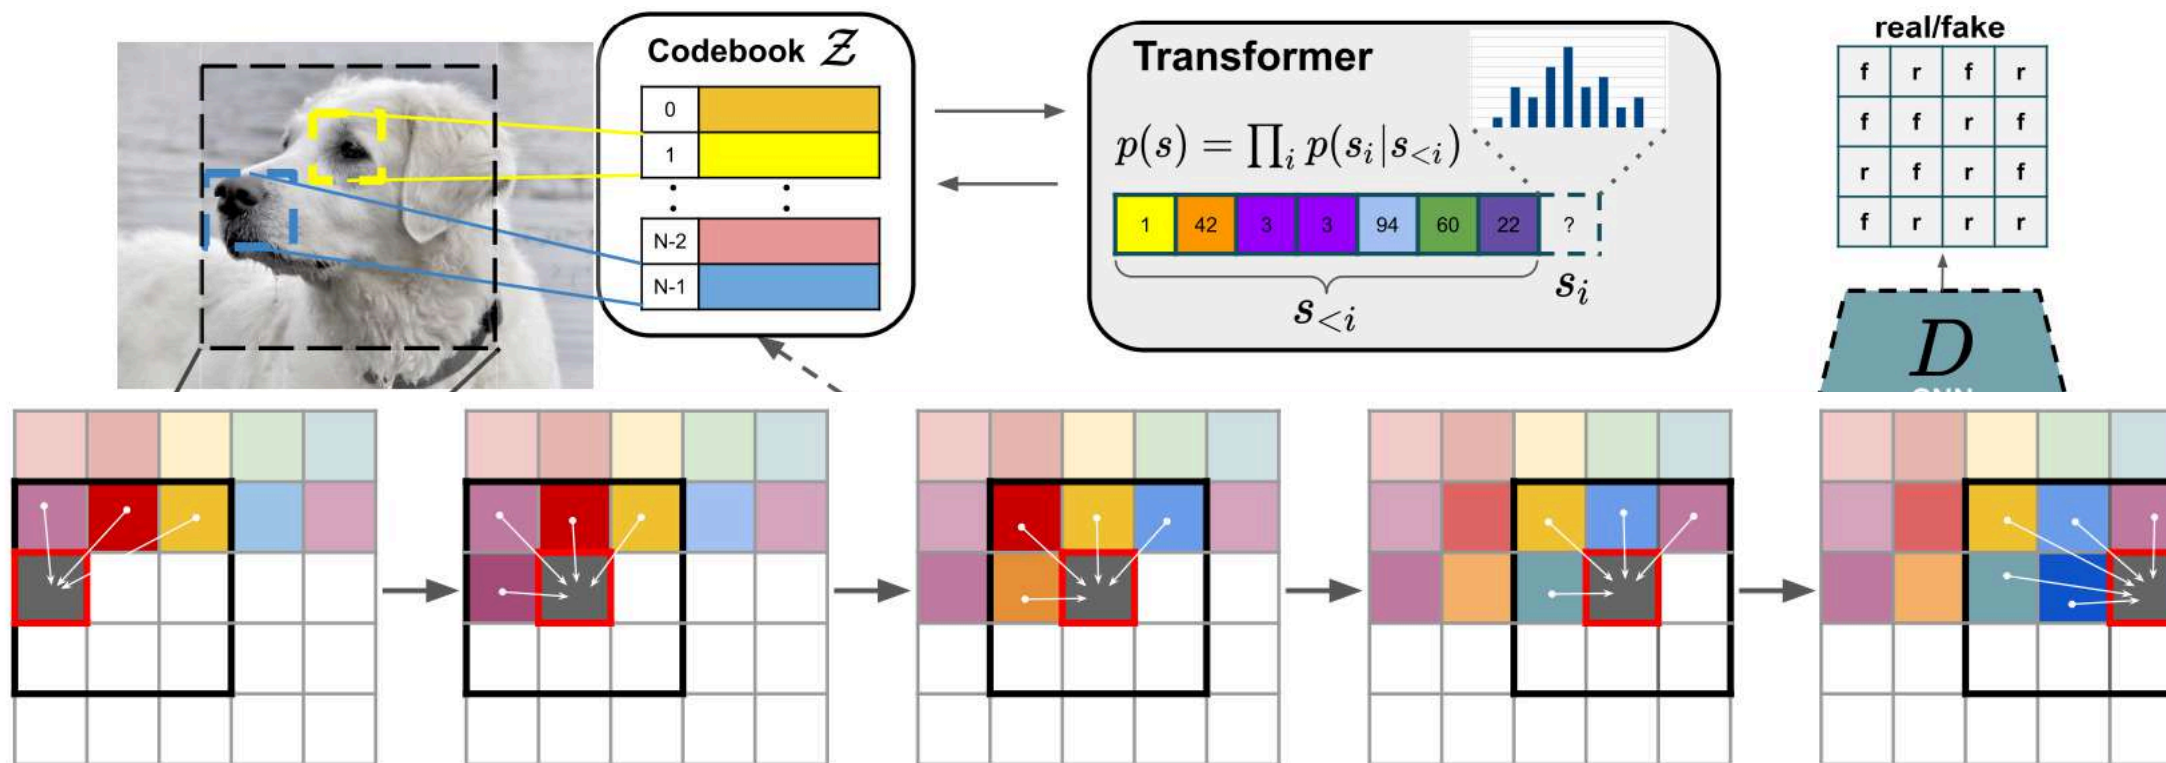 Codebook 𝒵
0
1
N-2
N-1
Transformer
p(s) = ∏ᵢ p(sᵢ|s<ᵢ)
1 42 3 3 94 60 22 ?
s<ᵢ
sᵢ
real/fake
f r f r
f f r f
r f r f
f r r r
D